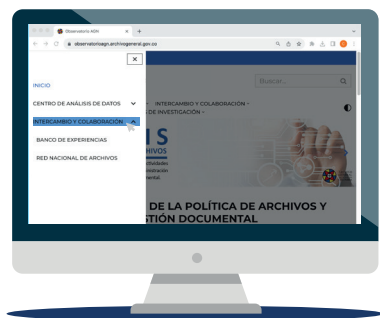 Observatorio AGN
observatorioagn.archivogeneral.gov.co
Buscar...
INICIO
CENTRO DE ANÁLISIS DE DATOS
INTERCAMBIO Y COLABORACIÓN
INTERCAMBIO Y COLABORACIÓN
DE INVESTIGACIÓN
BANCO DE EXPERIENCIAS
RED NACIONAL DE ARCHIVOS
S
HIVOS
DE LA POLÍTICA DE ARCHIVOS Y
STIÓN DOCUMENTAL